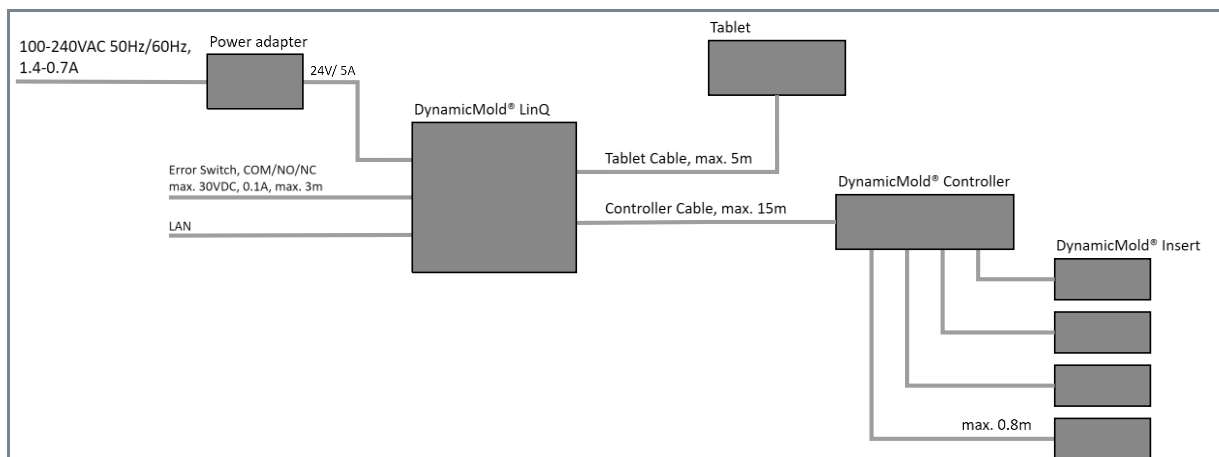 100-240VAC 50Hz/60Hz,
1.4-0.7A
Power adapter
24V/ 5A
Tablet
DynamicMold® LinQ
Error Switch, COM/NO/NC
max. 30VDC, 0.1A, max. 3m
LAN
Tablet Cable, max. 5m
Controller Cable, max. 15m
DynamicMold® Controller
DynamicMold® Insert
max. 0.8m